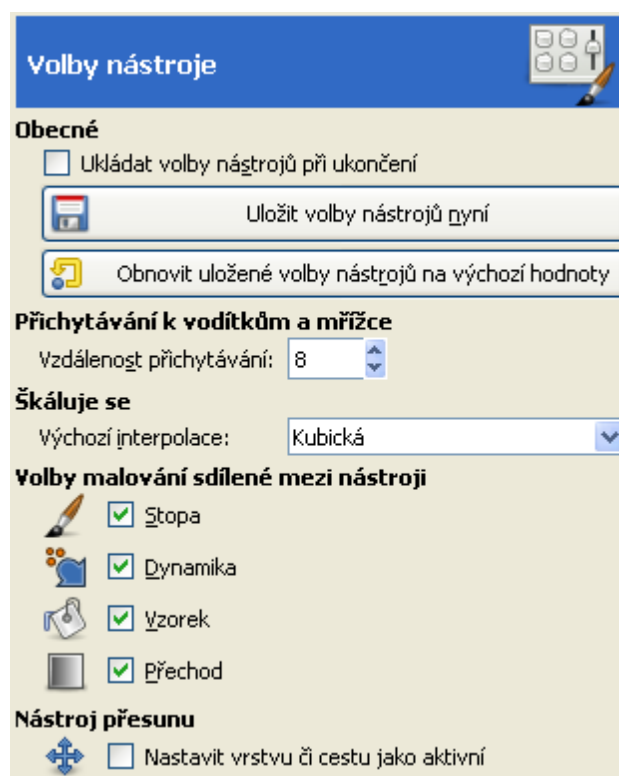 Volby nástroje
Obecné
Ukládat volby nástrojů při ukončení
Uložit volby nástrojů nyní
Obnovit uložené volby nástrojů na výchozí hodnoty
Přichytávání k vodítkům a mřížce
Vzdálenost přichytávání: 8
Škáluje se
Výchozí interpolace: Kubická
Volby malování sdílené mezi nástroji
Stopa
Dynamika
Vzorek
Přechod
Nástroj přesunu
Nastavit vrstvu či cestu jako aktivní